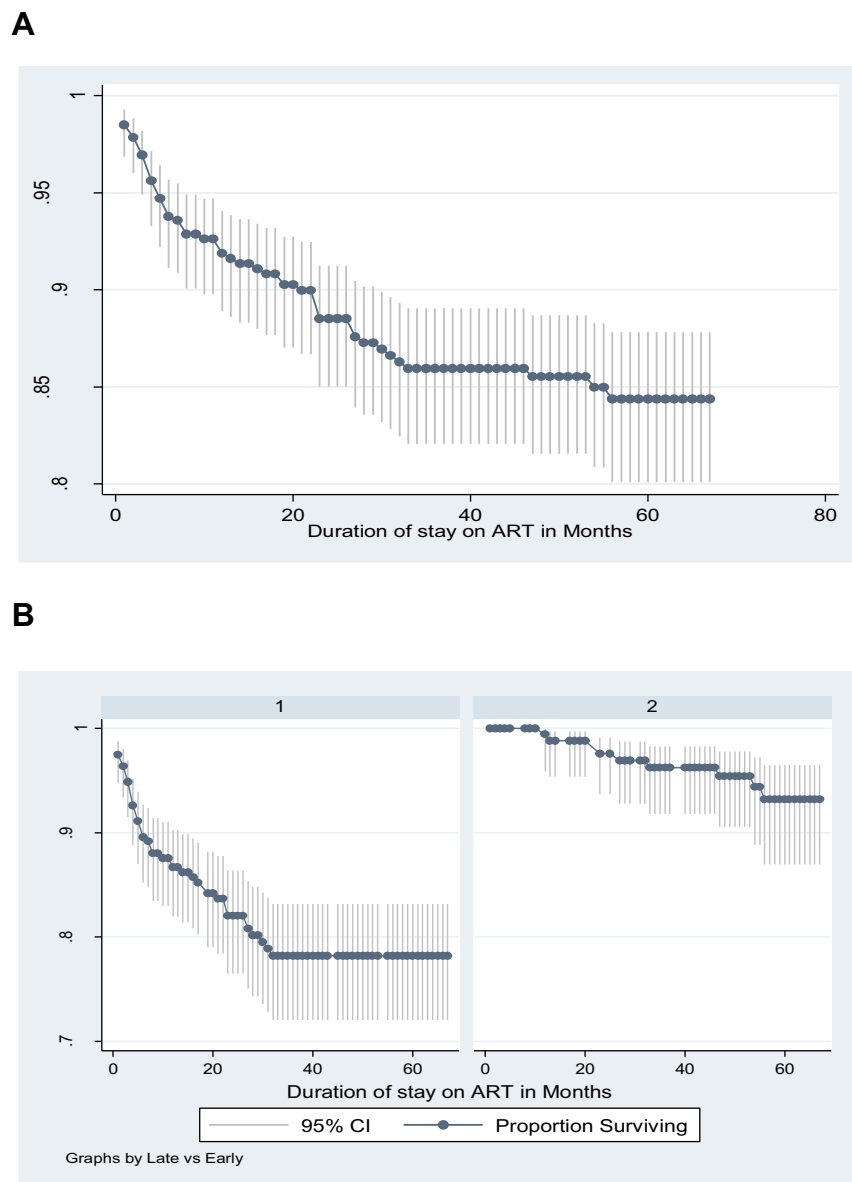 A
1
.95
.9
.85
.8
0 20 40 60 80
Duration of stay on ART in Months
B
1 2
1
.9
.8
.7
0 20 40 60 0 20 40 60
Duration of stay on ART in Months
95% CI Proportion Surviving
Graphs by Late vs Early